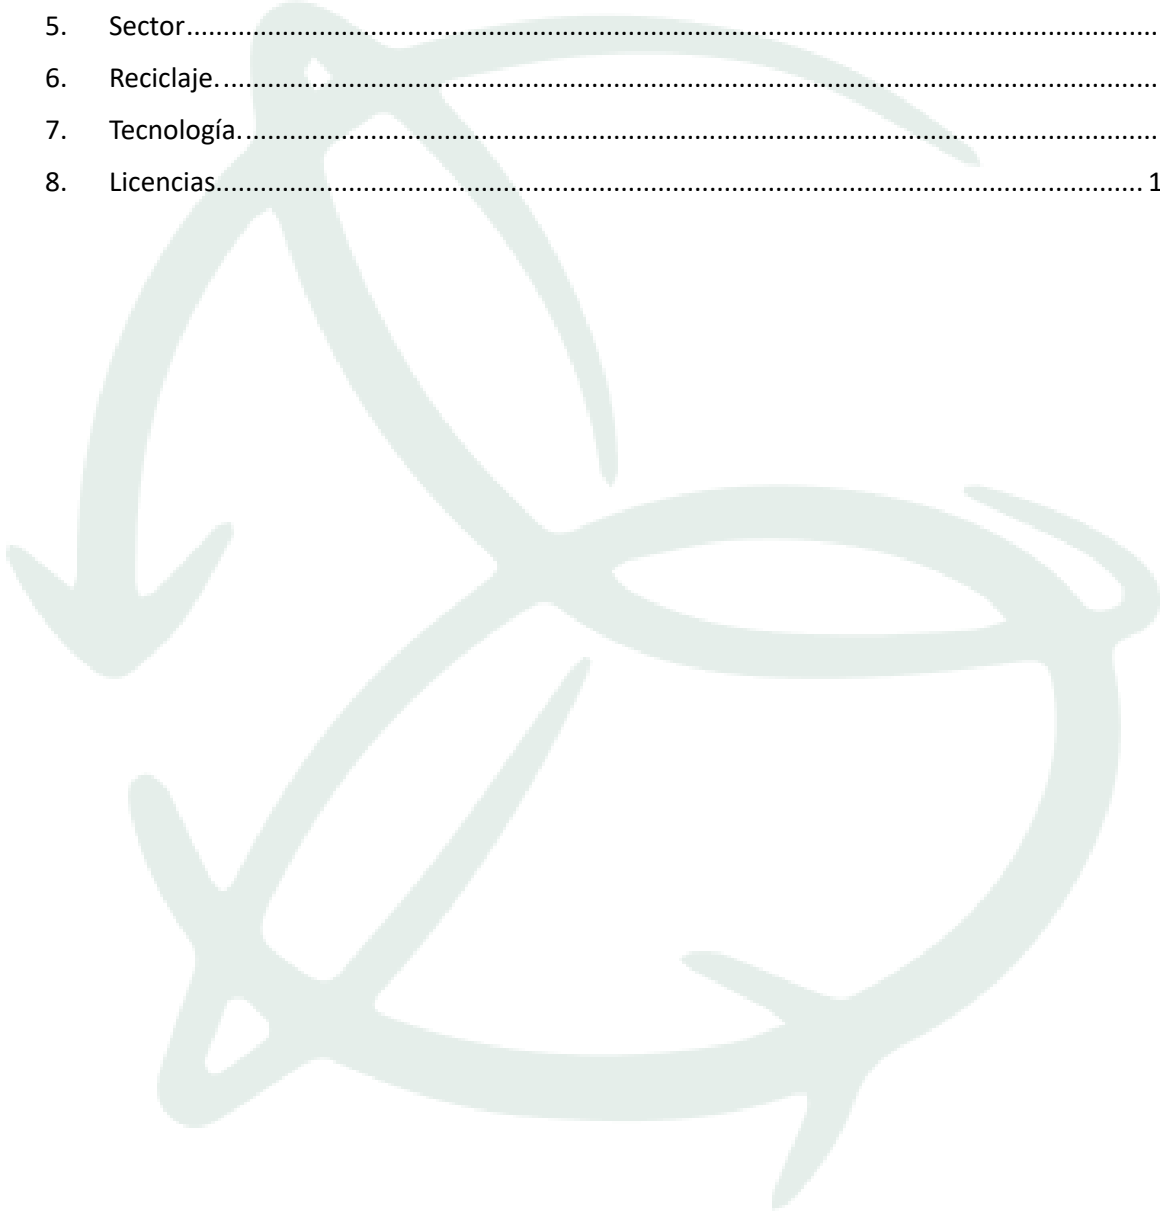 5. Sector........................................................................................................................................
6. Reciclaje. ...................................................................................................................................
7. Tecnología. ................................................................................................................................
8. Licencias.................................................................................................................................. 1